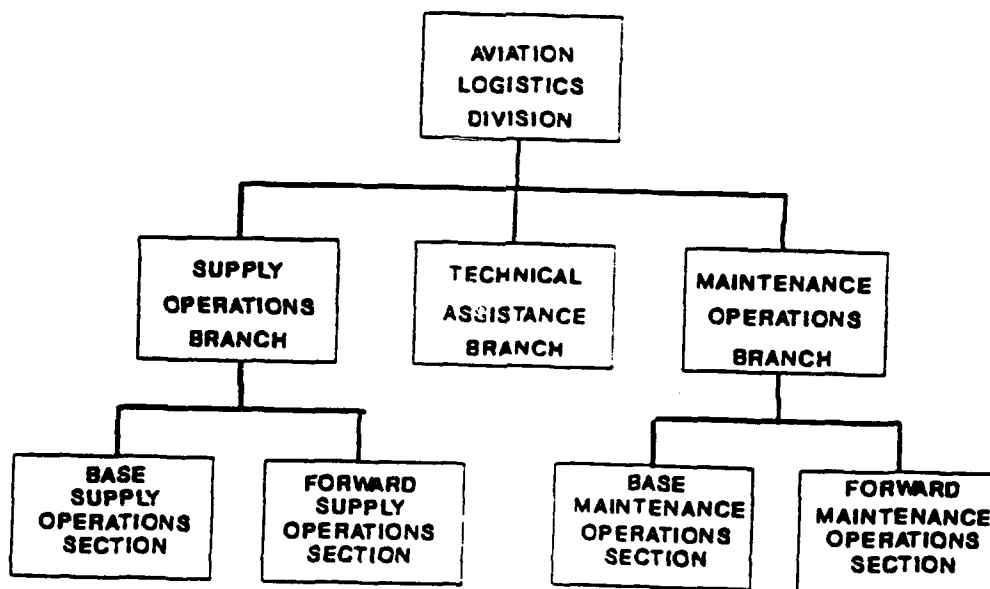 AVIATION
LOGISTICS
DIVISION
SUPPLY
OPERATIONS
BRANCH
TECHNICAL
ASSISTANCE
BRANCH
MAINTENANCE
OPERATIONS
BRANCH
BASE
SUPPLY
OPERATIONS
SECTION
FORWARD
SUPPLY
OPERATIONS
SECTION
BASE
MAINTENANCE
OPERATIONS
SECTION
FORWARD
MAINTENANCE
OPERATIONS
SECTION